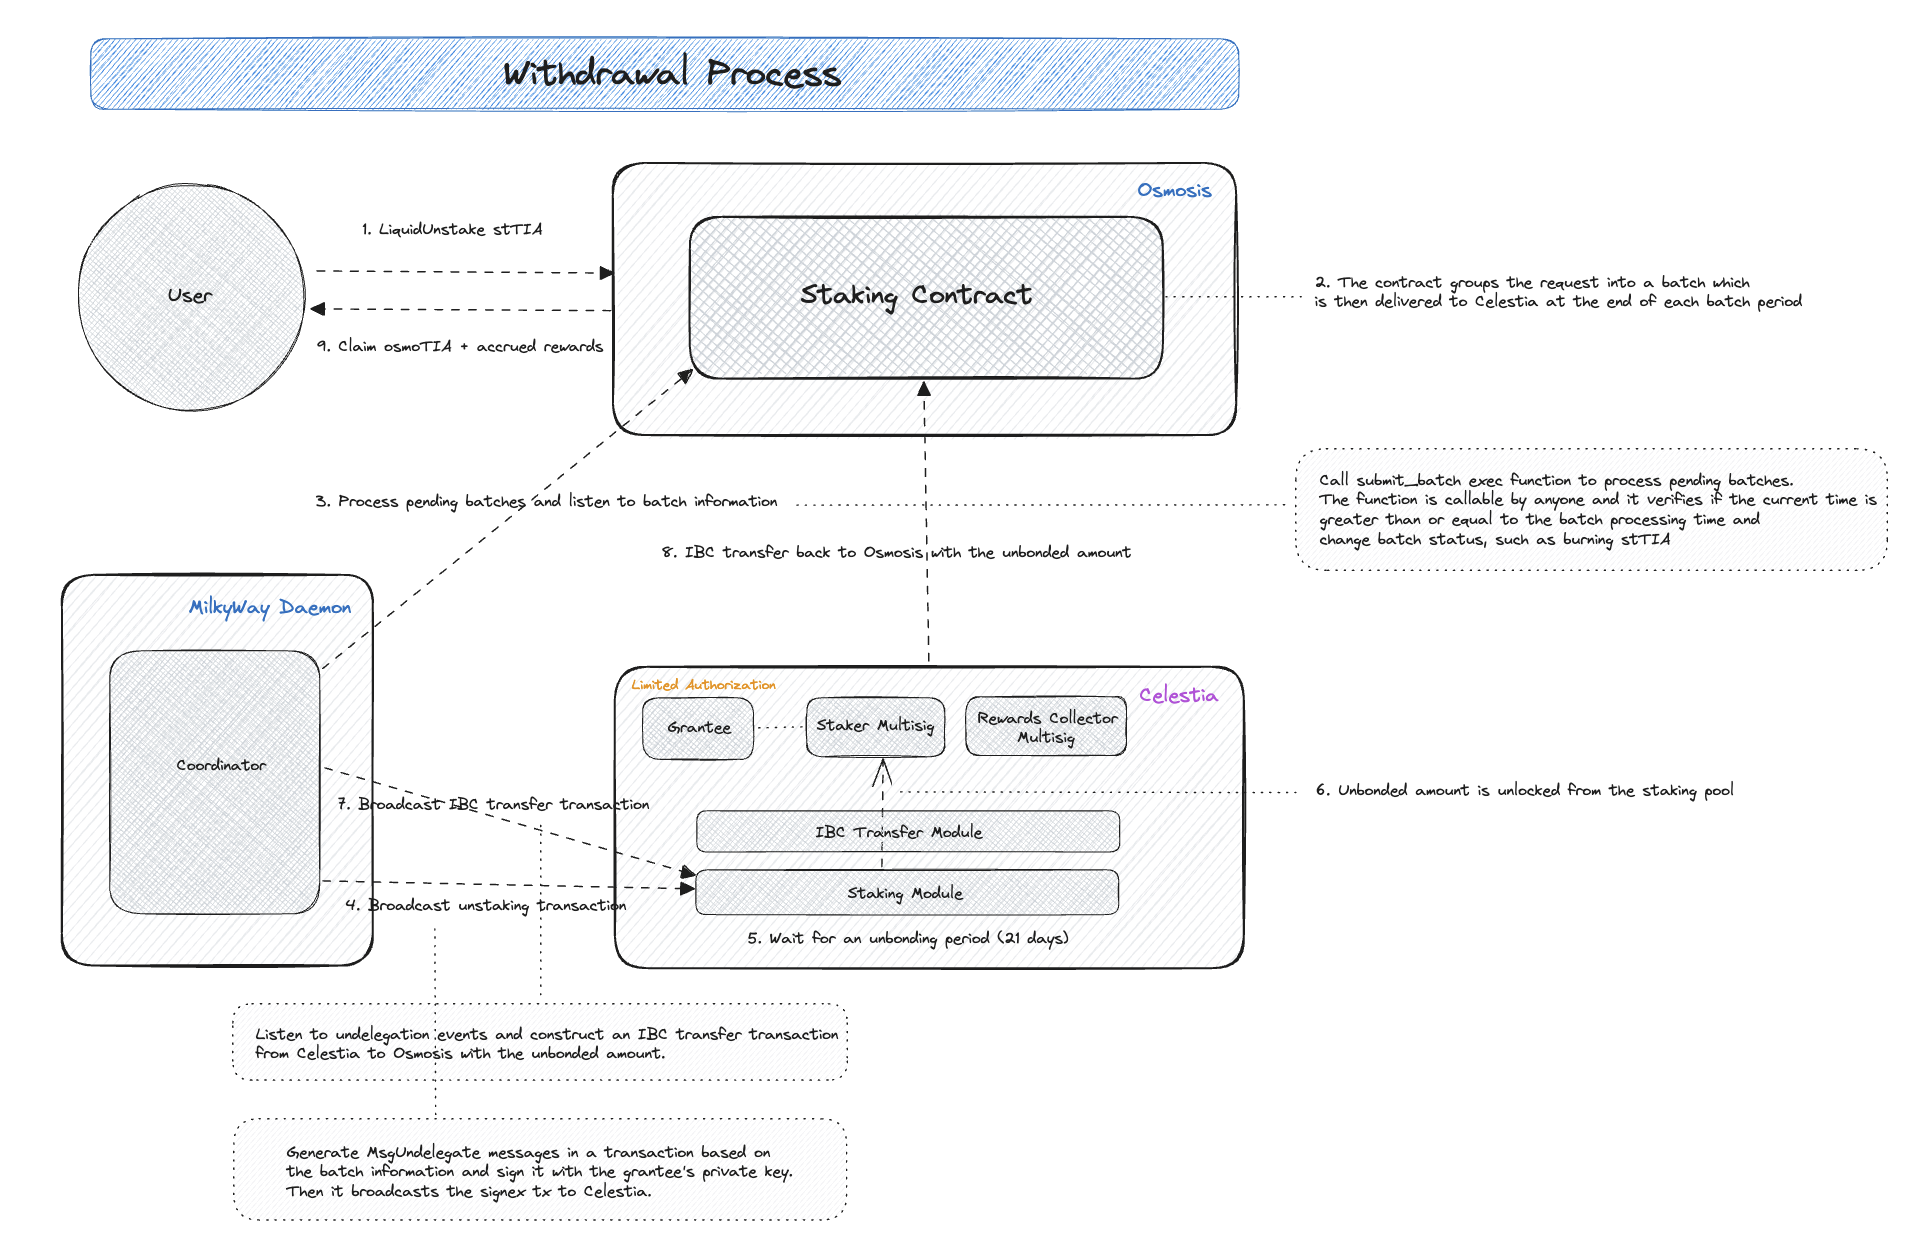 Withdrawal Process
Osmosis
1. LiquidUnstake stTIA
User
Staking Contract
2. The contract groups the request into a batch which
is then delivered to Celestia at the end of each batch period
9. Claim osmoTIA + accrued rewards
3. Process pending batches and listen to batch information
Call submit_batch exec function to process pending batches.
The function is callable by anyone and it verifies if the current time is
greater than or equal to the batch processing time and
change batch status, such as burning stTIA
8. IBC transfer back to Osmosis with the unbonded amount
MilkyWay Daemon
Coordinator
Limited Authorization
Celestia
Grantee
Staker Multisig
Rewards Collector
Multisig
7. Broadcast IBC transfer transaction
6. Unbonded amount is unlocked from the staking pool
IBC Transfer Module
Staking Module
4. Broadcast unstaking transaction
5. Wait for an unbonding period (21 days)
Listen to undelegation events and construct an IBC transfer transaction
from Celestia to Osmosis with the unbonded amount.
Generate MsgUndelegate messages in a transaction based on
the batch information and sign it with the grantee's private key.
Then it broadcasts the signex tx to Celestia.